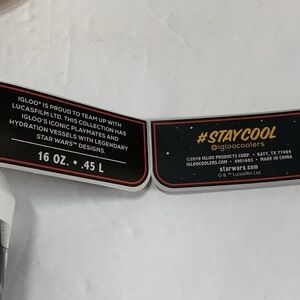 IGLOO® IS PROUD TO TEAM UP WITH
LUCASFILM LTD. THIS COLLECTION HAS
IGLOO'S ICONIC PLAYMATES AND
HYDRATION VESSELS WITH LEGENDARY
STAR WARS™ DESIGNS.
16 OZ. • .45 L
#STAYCOOL
@igloocoolers
©2019 IGLOO PRODUCTS CORP. • KATY, TX 77494
IGLOOCOOLERS.COM • 4901683 • MADE IN CHINA
starwars.com
© & ™ Lucasfilm Ltd.